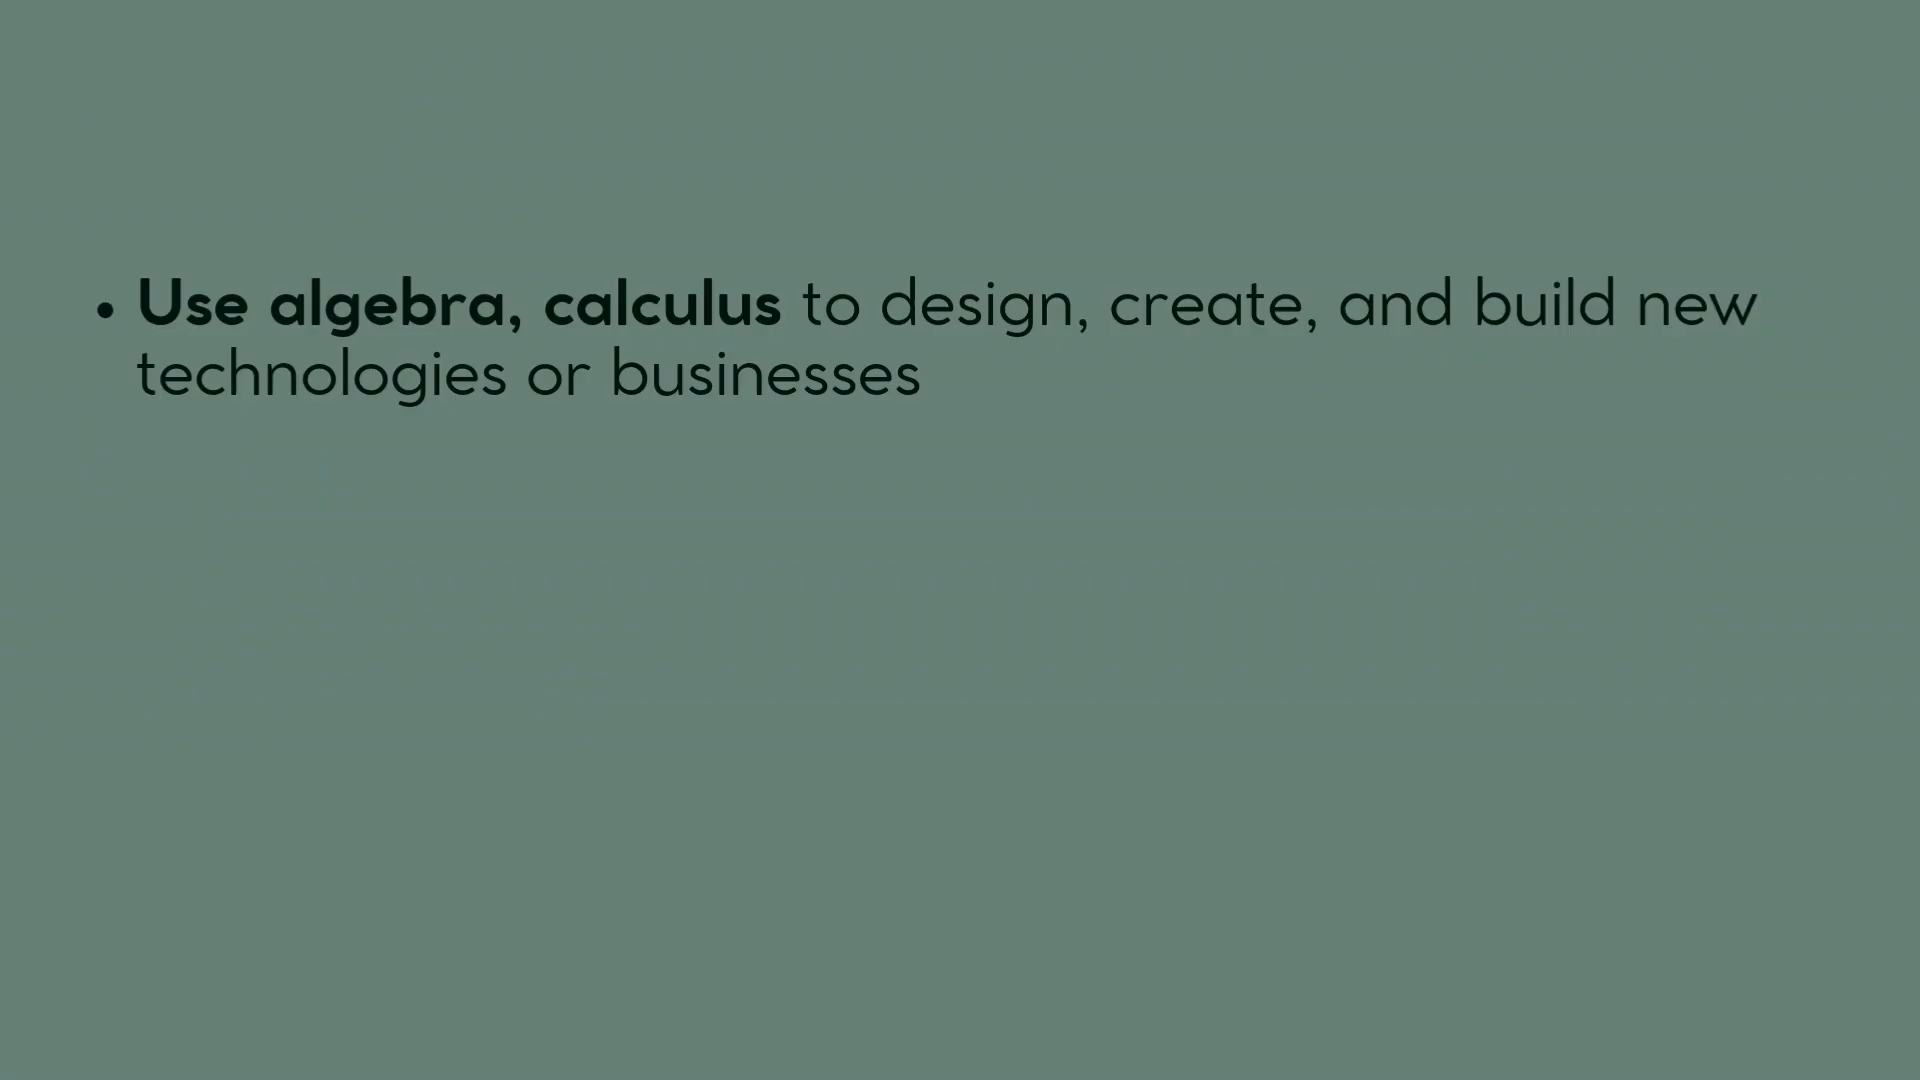 • Use algebra, calculus to design, create, and build new
technologies or businesses